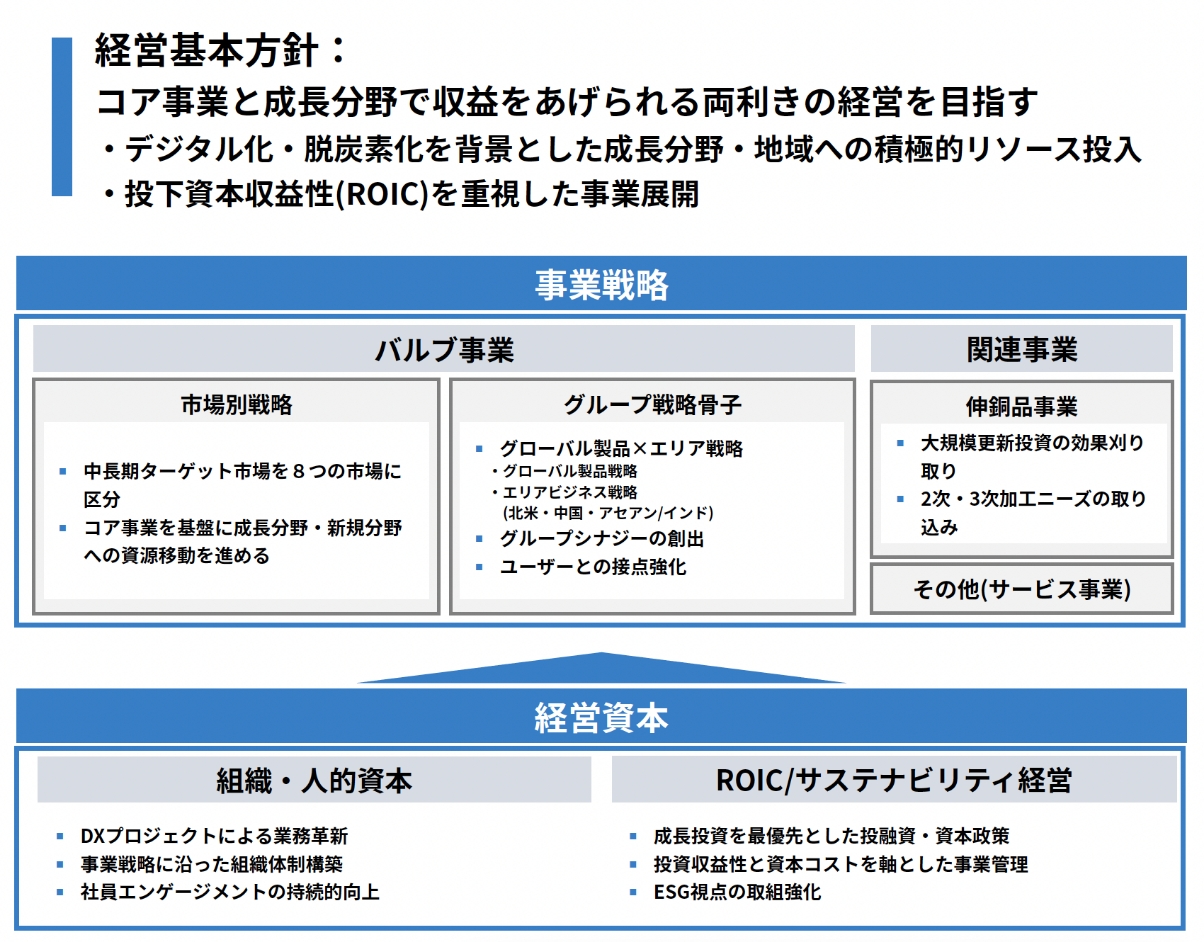 経営基本方針：
コア事業と成長分野で収益をあげられる両利きの経営を目指す
・デジタル化・脱炭素化を背景とした成長分野・地域への積極的リソース投入
・投下資本収益性(ROIC)を重視した事業展開
事業戦略
バルブ事業
市場別戦略
▪ 中長期ターゲット市場を８つの市場に
区分
▪ コア事業を基盤に成長分野・新規分野
への資源移動を進める
グループ戦略骨子
▪ グローバル製品×エリア戦略
・グローバル製品戦略
・エリアビジネス戦略
(北米・中国・アセアン/インド)
▪ グループシナジーの創出
▪ ユーザーとの接点強化
関連事業
伸銅品事業
▪ 大規模更新投資の効果刈り
取り
▪ 2次・3次加工ニーズの取り
込み
その他(サービス事業)
経営資本
組織・人的資本
▪ DXプロジェクトによる業務革新
▪ 事業戦略に沿った組織体制構築
▪ 社員エンゲージメントの持続的向上
ROIC/サステナビリティ経営
▪ 成長投資を最優先とした投融資・資本政策
▪ 投資収益性と資本コストを軸とした事業管理
▪ ESG視点の取組強化